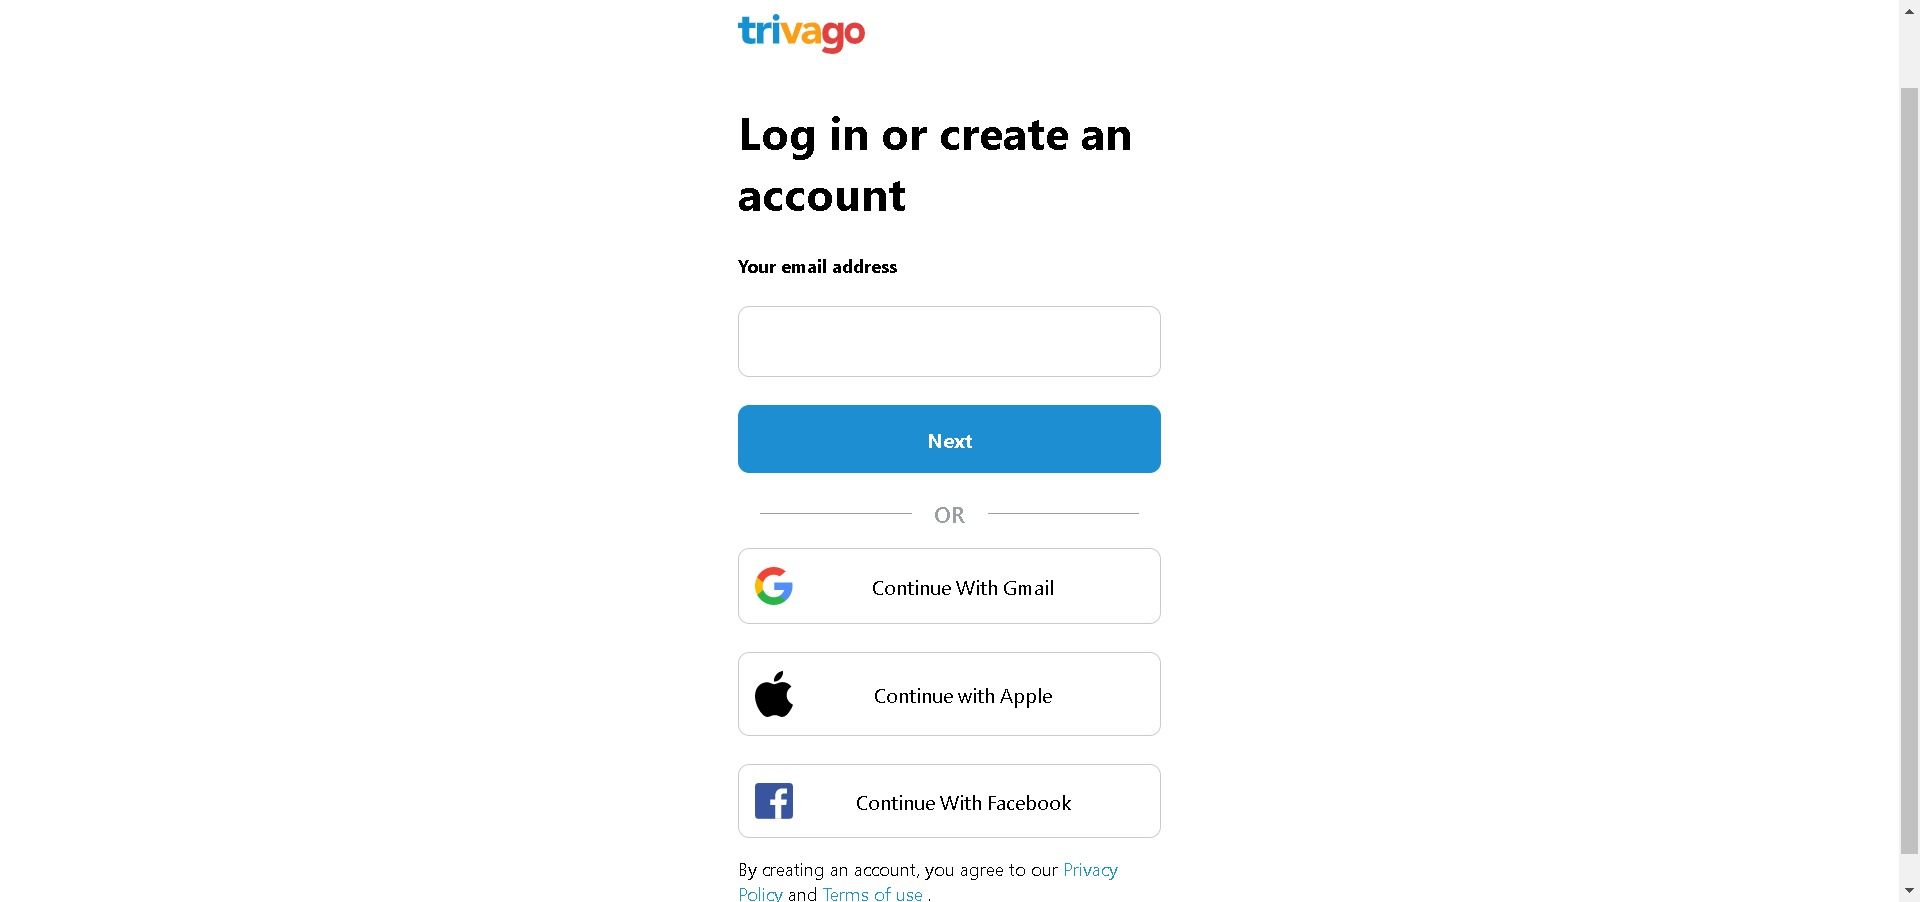 trivago
Log in or create an
account
Your email address
Next
OR
Continue With Gmail
Continue with Apple
Continue With Facebook
By creating an account, you agree to our Privacy
Policy and Terms of use .